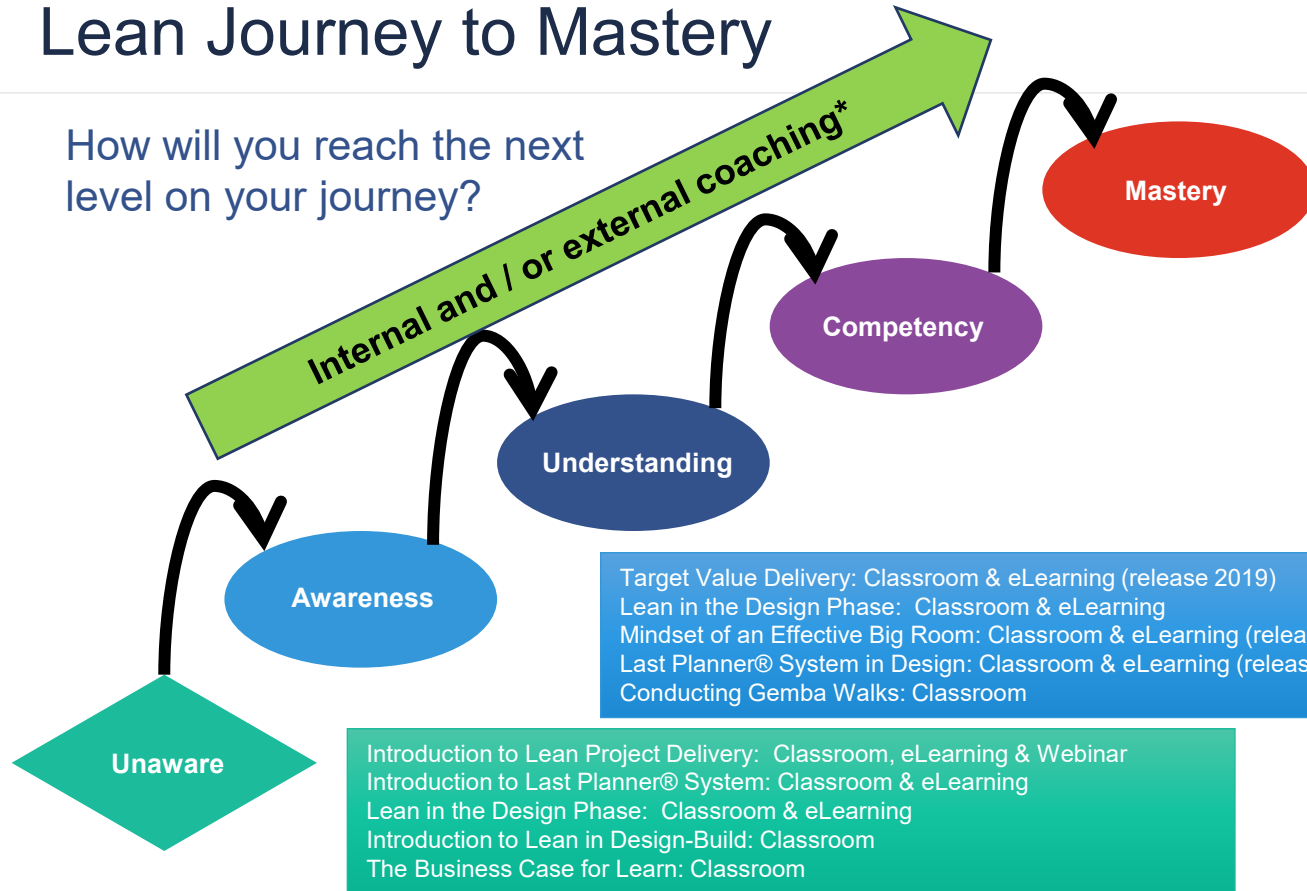 Lean Journey to Mastery
How will you reach the next
level on your journey?
Internal and / or external coaching*
Mastery
Competency
Understanding
Awareness
Unaware
Target Value Delivery: Classroom & eLearning (release 2019)
Lean in the Design Phase:  Classroom & eLearning
Mindset of an Effective Big Room: Classroom & eLearning (relea
Last Planner® System in Design: Classroom & eLearning (releas
Conducting Gemba Walks: Classroom
Introduction to Lean Project Delivery:  Classroom, eLearning & Webinar
Introduction to Last Planner® System: Classroom & eLearning
Lean in the Design Phase:  Classroom & eLearning
Introduction to Lean in Design-Build: Classroom
The Business Case for Learn: Classroom